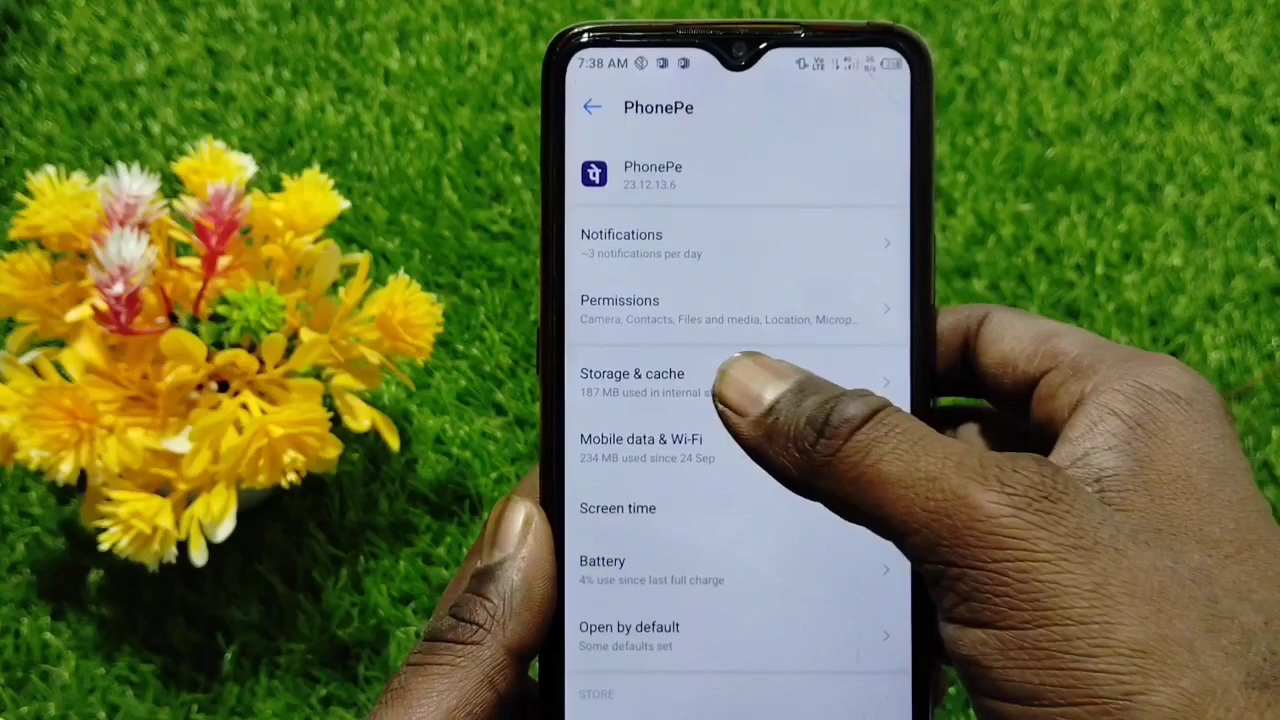 7:38 AM
PhonePe
पे
PhonePe
23.12.13.6
Notifications
~3 notifications per day
Permissions
Camera, Contacts, Files and media, Location, Microp...
Storage & cache
187 MB used in internal
Mobile data & Wi-Fi
234 MB used since 24 Sep
Screen time
Battery
4% use since last full charge
Open by default
Some defaults set
STORE